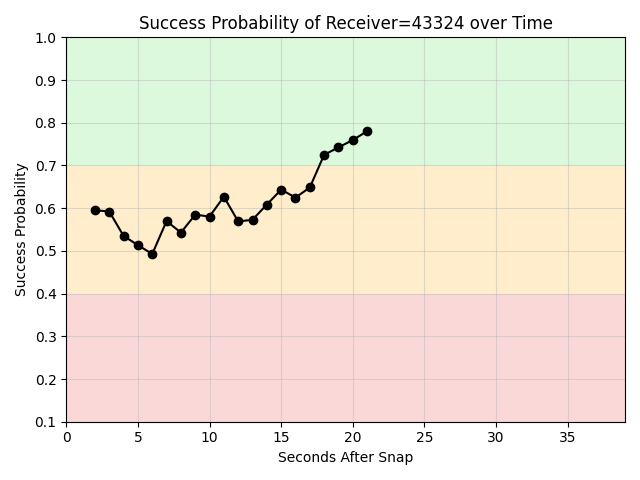 Success Probability of Receiver=43324 over Time
1.0
0.9
0.8
0.7
0.6
0.5
0.4
0.3
0.2
0.1
Success Probability
0 5 10 15 20 25 30 35
Seconds After Snap